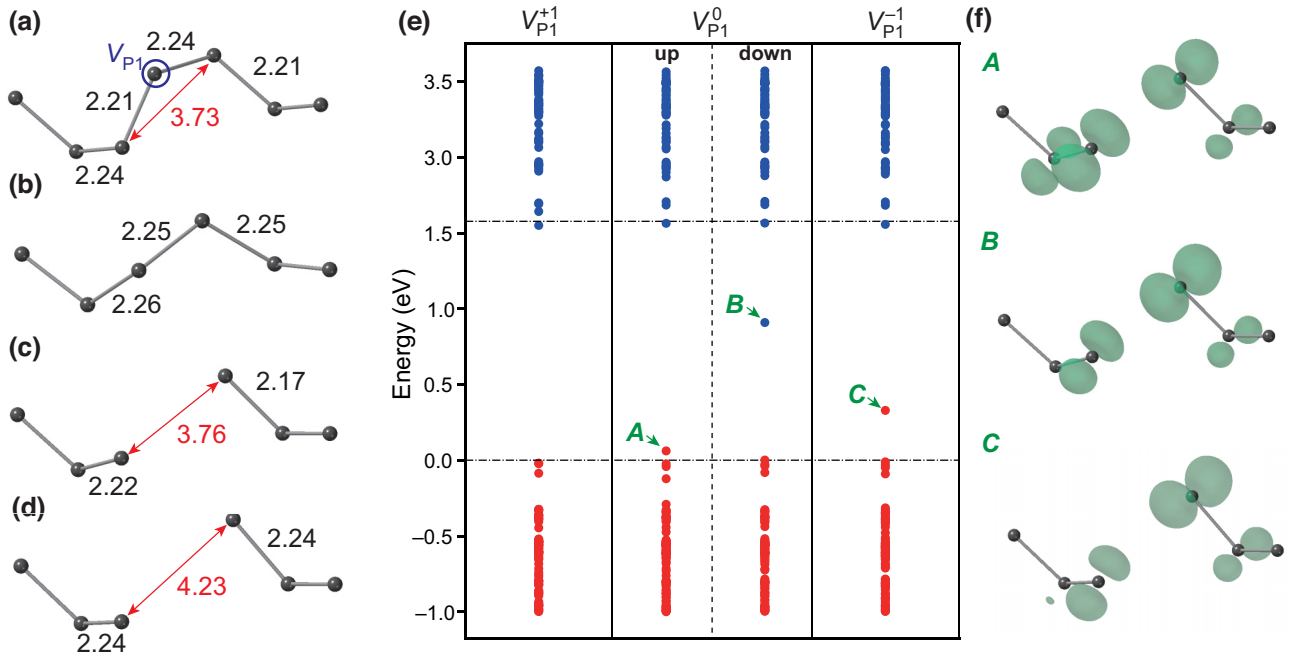 (a)
V_P1
2.24
2.21
2.21
3.73
2.24
(b)
2.25
2.25
2.26
(c)
2.17
3.76
2.22
(d)
2.24
4.23
2.24
(e)
V_P1^+1
V_P1^0
V_P1^−1
up
down
Energy (eV)
3.5
3.0
2.5
2.0
1.5
1.0
0.5
0.0
−0.5
−1.0
A
B
C
(f)
A
B
C